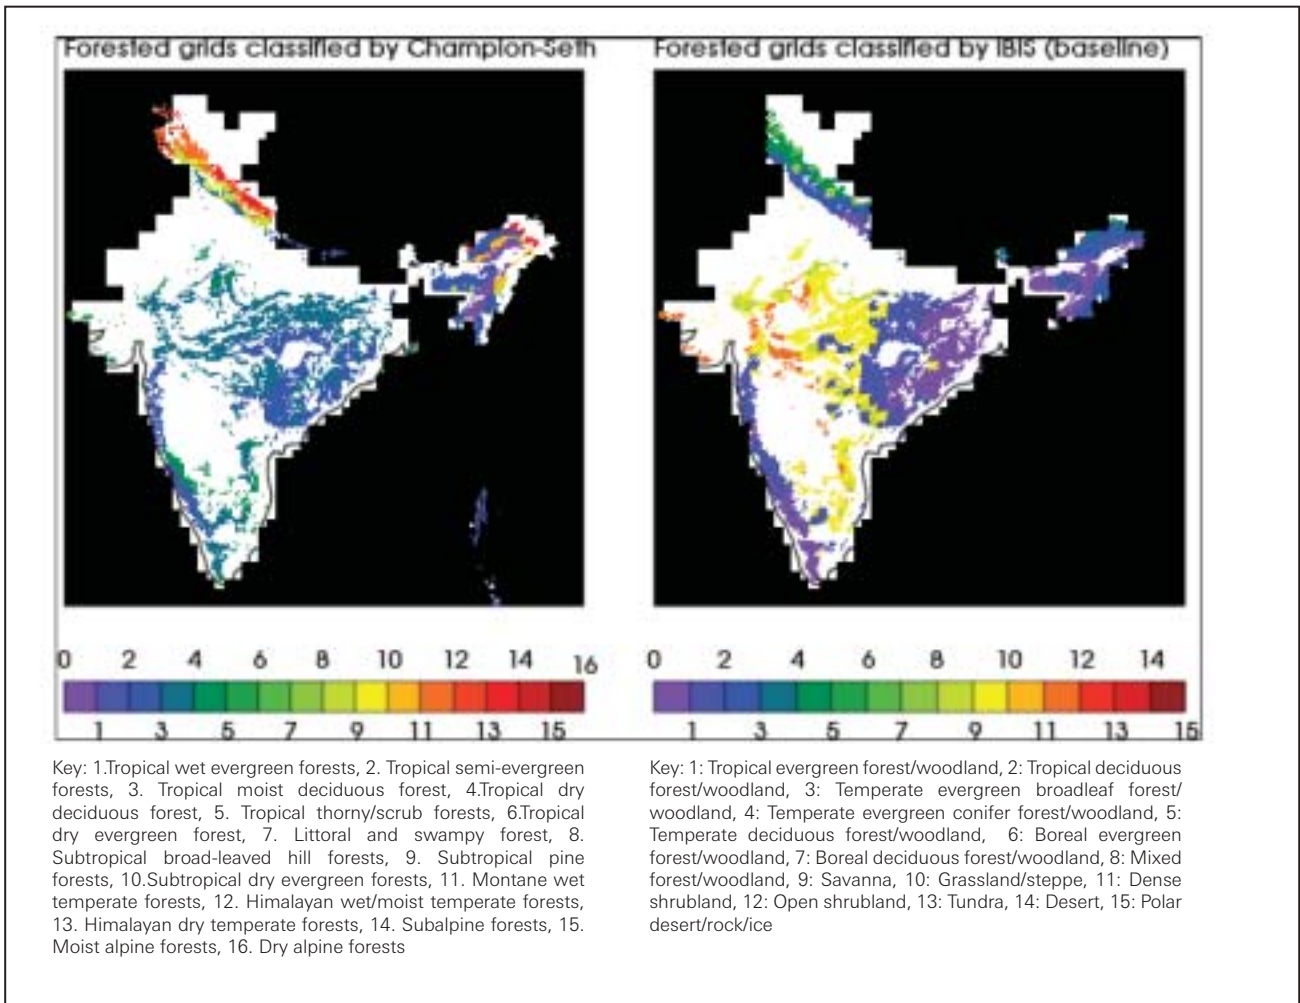 Forested grids classified by Champion-Seth
Forested grids classified by IBIS (baseline)
0 2 4 6 8 10 12 14 16
1 3 5 7 9 11 13 15
0 2 4 6 8 10 12 14
1 3 5 7 9 11 13 15
Key: 1.Tropical wet evergreen forests, 2. Tropical semi-evergreen
forests, 3. Tropical moist deciduous forest, 4.Tropical dry
deciduous forest, 5. Tropical thorny/scrub forests, 6.Tropical
dry evergreen forest, 7. Littoral and swampy forest, 8.
Subtropical broad-leaved hill forests, 9. Subtropical pine
forests, 10.Subtropical dry evergreen forests, 11. Montane wet
temperate forests, 12. Himalayan wet/moist temperate forests,
13. Himalayan dry temperate forests, 14. Subalpine forests, 15.
Moist alpine forests, 16. Dry alpine forests
Key: 1: Tropical evergreen forest/woodland, 2: Tropical deciduous
forest/woodland, 3: Temperate evergreen broadleaf forest/
woodland, 4: Temperate evergreen conifer forest/woodland, 5:
Temperate deciduous forest/woodland, 6: Boreal evergreen
forest/woodland, 7: Boreal deciduous forest/woodland, 8: Mixed
forest/woodland, 9: Savanna, 10: Grassland/steppe, 11: Dense
shrubland, 12: Open shrubland, 13: Tundra, 14: Desert, 15: Polar
desert/rock/ice